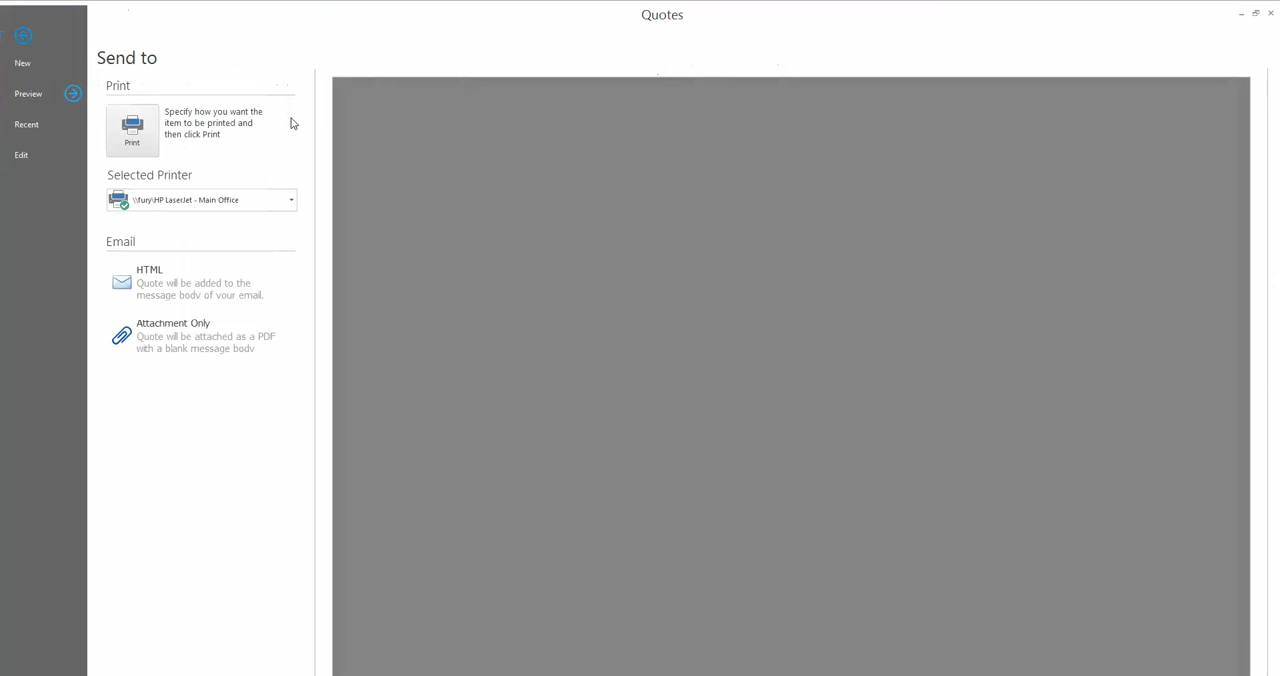 Quotes
Send to
New
Preview
Recent
Edit
Print
Specify how you want the
item to be printed and
then click Print
Print
Selected Printer
\\fury\HP LaserJet - Main Office
Email
HTML
Quote will be added to the
message body of your email.
Attachment Only
Quote will be attached as a PDF
with a blank message body